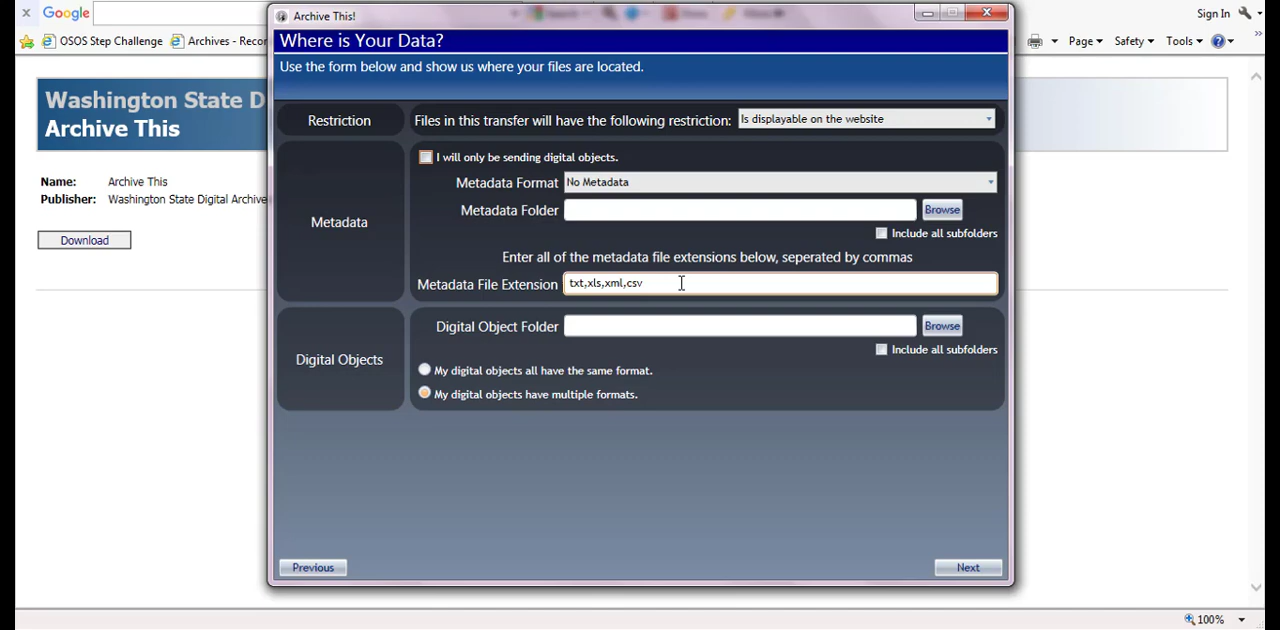 Google
Sign In
OSOS Step Challenge
Archives - Recor
Page
Safety
Tools
Washington State D
Archive This
Name: Archive This
Publisher: Washington State Digital Archive
Download
Archive This!
Where is Your Data?
Use the form below and show us where your files are located.
Restriction
Files in this transfer will have the following restriction: Is displayable on the website
Metadata
I will only be sending digital objects.
Metadata Format No Metadata
Metadata Folder Browse
Include all subfolders
Enter all of the metadata file extensions below, seperated by commas
Metadata File Extension txt,xls,xml,csv
Digital Objects
Digital Object Folder Browse
Include all subfolders
My digital objects all have the same format.
My digital objects have multiple formats.
Previous
Next
100%